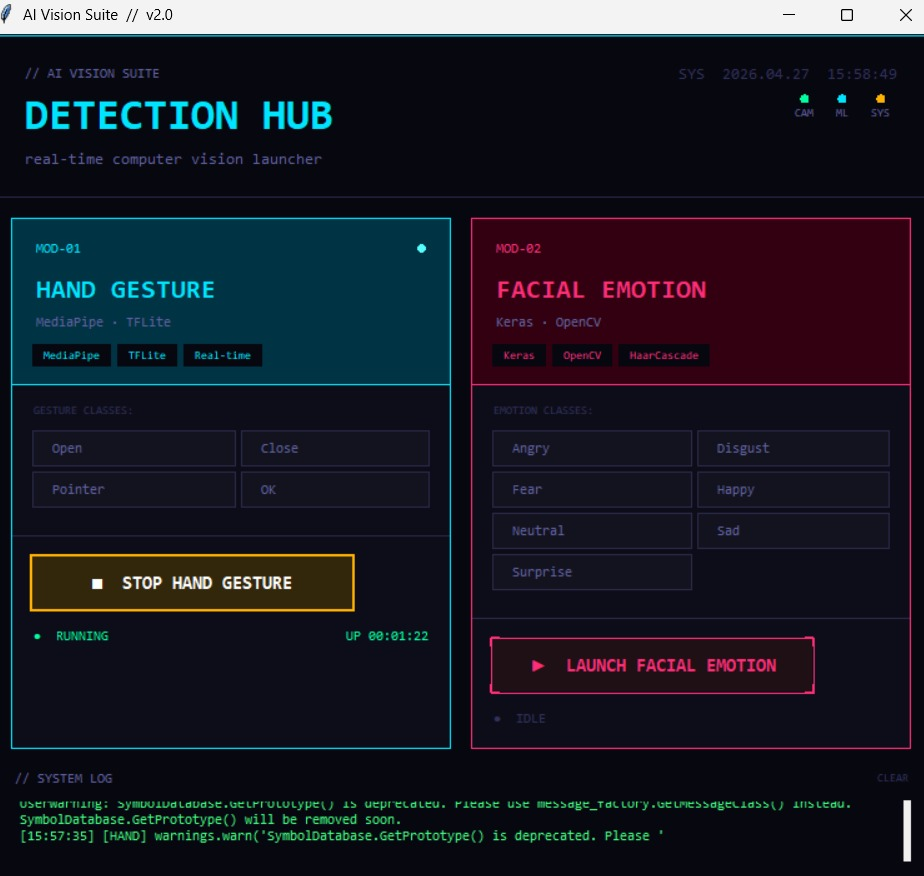 AI Vision Suite // v2.0
// AI VISION SUITE
SYS 2026.04.27 15:58:49
DETECTION HUB
CAM ML SYS
real-time computer vision launcher
MOD-01
HAND GESTURE
MediaPipe · TFLite
MediaPipe TFLite Real-time
GESTURE CLASSES:
Open Close
Pointer OK
■ STOP HAND GESTURE
● RUNNING UP 00:01:22
MOD-02
FACIAL EMOTION
Keras · OpenCV
Keras OpenCV HaarCascade
EMOTION CLASSES:
Angry Disgust
Fear Happy
Neutral Sad
Surprise
▶ LAUNCH FACIAL EMOTION
● IDLE
// SYSTEM LOG CLEAR
UserWarning: SymbolDatabase.GetPrototype() is deprecated. Please use message_factory.GetMessageClass() instead.
SymbolDatabase.GetPrototype() will be removed soon.
[15:57:35] [HAND] warnings.warn('SymbolDatabase.GetPrototype() is deprecated. Please '